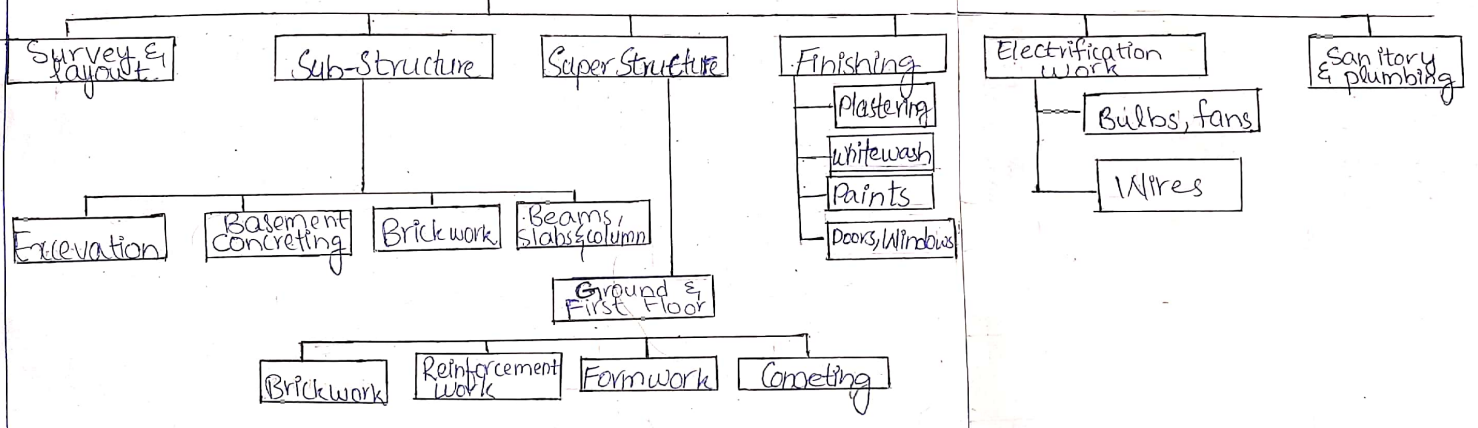 Survey &
layout
Sub-Structure
Super Structure
Finishing
Electrification
Work
Sanitory
& plumbing
Plastering
Whitewash
Paints
Doors, Windows
Bulbs, fans
Wires
Excevation
Basement
Concreting
Brickwork
Beams,
Slabs & column
Ground &
First Floor
Brickwork
Reinforcement
Work
Formwork